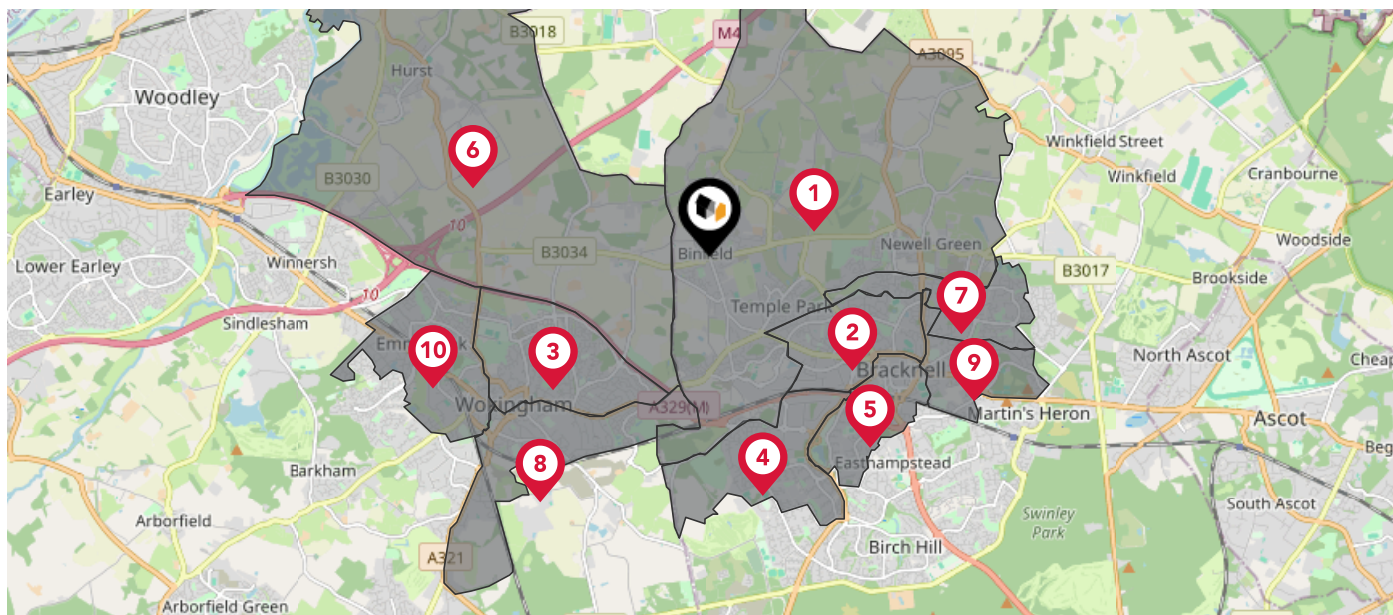 B3018
M4
A3095
Hurst
Woodley
Winkfield Street
6
B3030
Winkfield
Cranbourne
Earley
1
10
Newell Green
Woodside
B3034
Binfield
Winnersh
Lower Earley
B3017
Brookside
10
7
Temple Park
Sindlesham
2
10
3
North Ascot
9
Bracknell
Wokingham
A329(M)
5
Martin's Heron
Ascot
8
4
Easthampstead
Barkham
South Ascot
Arborfield
Swinley
Park
Birch Hill
A321
Arborfield Green